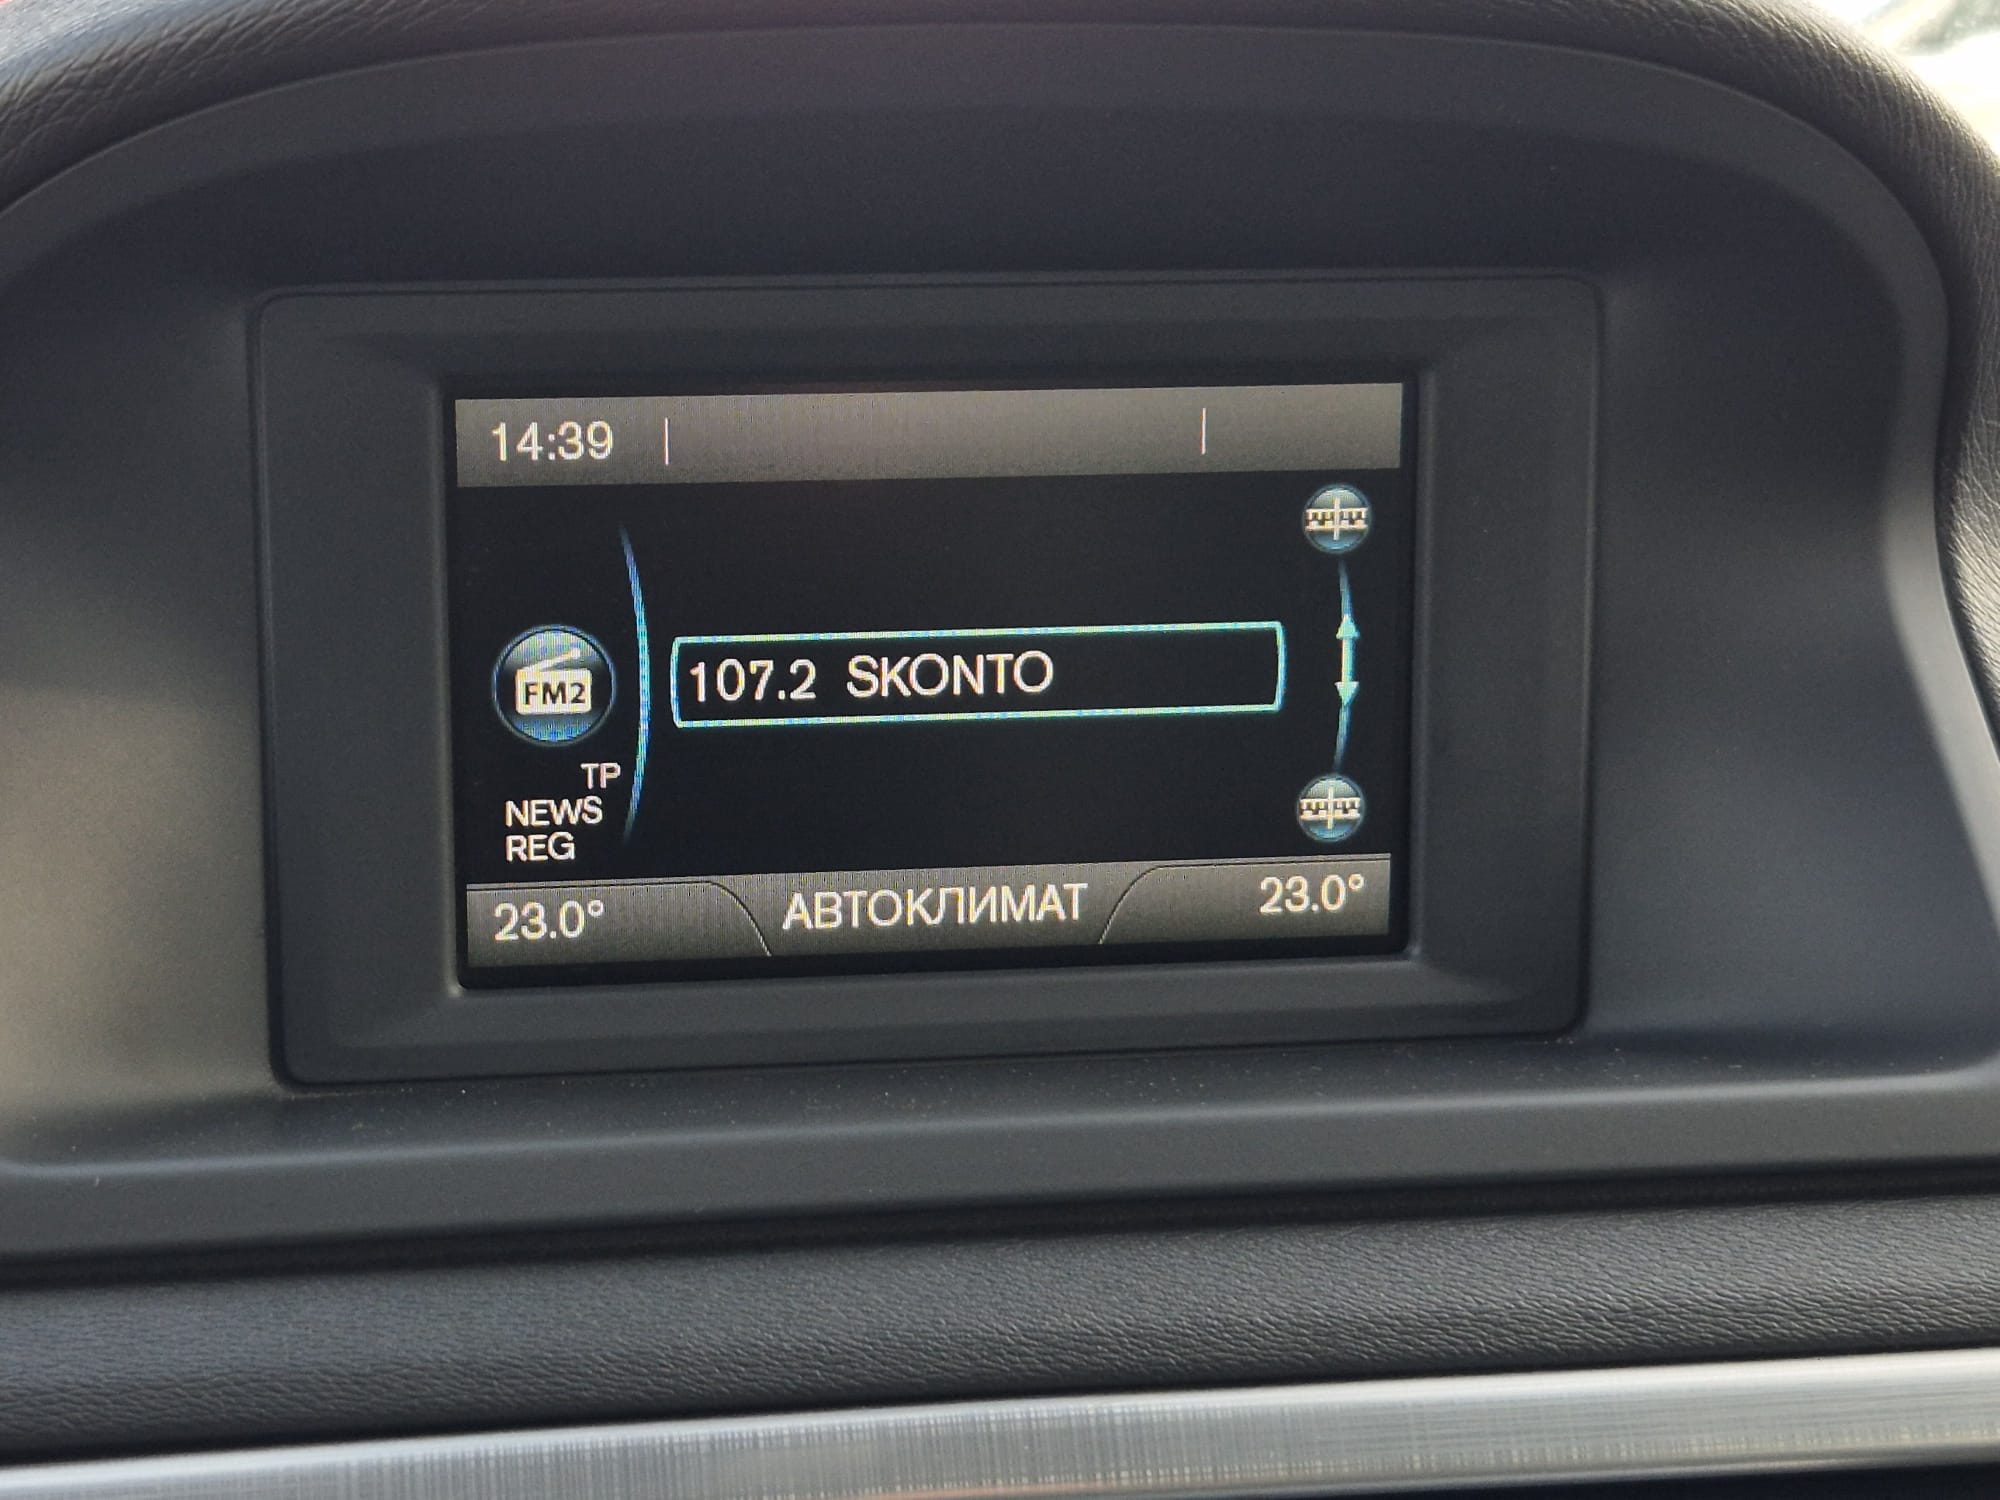 14:39
107.2 SKONTO
FM2
TP
NEWS
REG
23.0° АВТОКЛИМАТ 23.0°